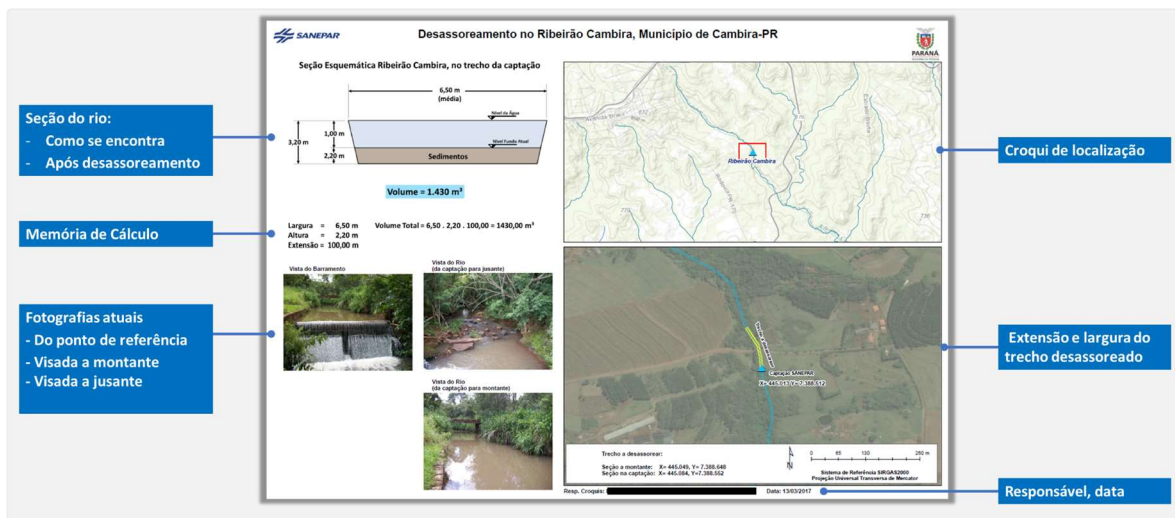 SANEPAR
Desassoreamento no Ribeirão Cambira, Município de Cambira-PR
PARANÁ
Seção Esquemática Ribeirão Cambira, no trecho da captação
6,50 m
(média)
Nível da Água
3,20 m
1,00 m
Nível Fundo Atual
2,20 m
Sedimentos
Volume = 1.430 m³
Largura = 6,50 m
Altura = 2,20 m
Extensão = 100,00 m
Volume Total = 6,50 . 2,20 . 100,00 = 1430,00 m³
Vista do Barramento
Vista do Rio
(da captação para jusante)
Vista do Rio
(da captação para montante)
Seção do rio:
- Como se encontra
- Após desassoreamento
Memória de Cálculo
Fotografias atuais
- Do ponto de referência
- Visada a montante
- Visada a jusante
Ribeirão Cambira
Croqui de localização
Captação SANEPAR
Extensão e largura do
trecho desassoreado
Trecho a desassorear:
Seção a montante: X= 445.049, Y= 7.388.648
Seção na captação: X= 445.084, Y=7.388.552
N
0 65 130 260 m
Sistema de Referência SIRGAS2000
Projeção Universal Transversa de Mercator
Resp. Croquis:
Data: 13/03/2017
Responsável, data